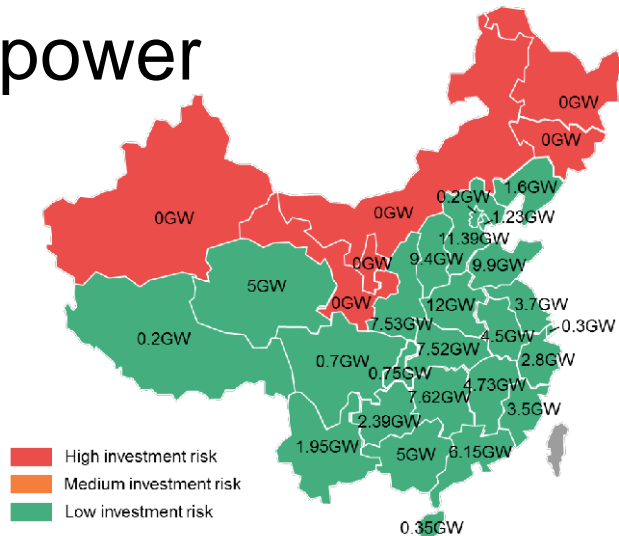 power
0GW
0GW
1.6GW
0.2GW
0GW
0GW
1.23GW
11.39GW
9.4GW
0GW
9.9GW
5GW
0GW
12GW
3.7GW
7.53GW
0.3GW
4.5GW
0.2GW
7.52GW
0.7GW
2.8GW
0.75GW
4.73GW
7.62GW
3.5GW
2.39GW
1.95GW
5GW
6.15GW
High investment risk
Medium investment risk
Low investment risk
0.35GW